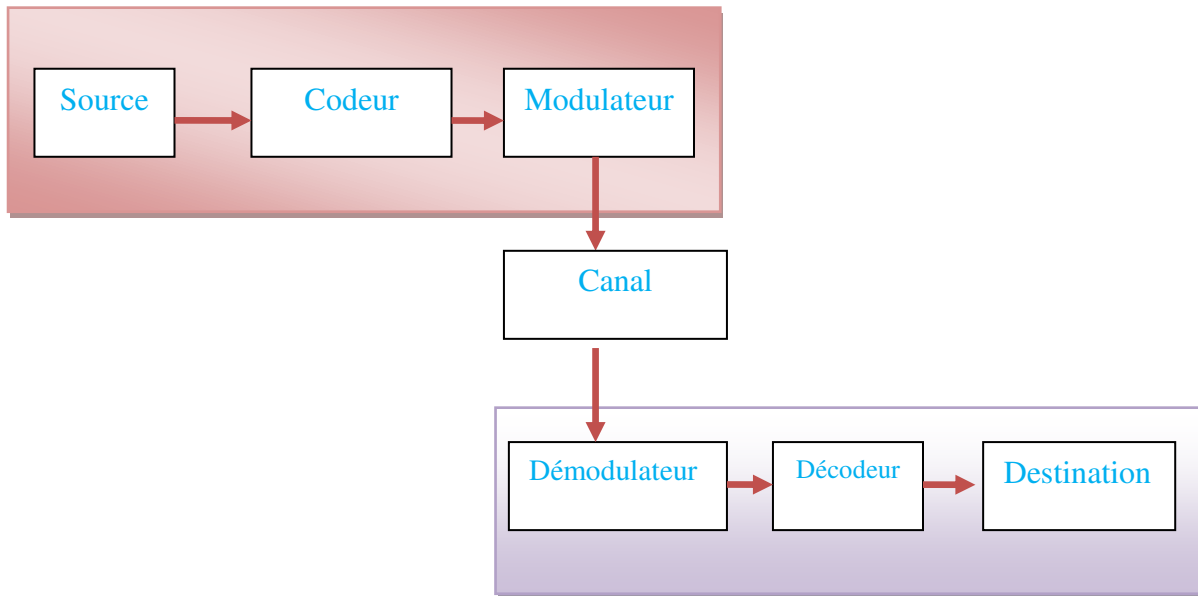 Source
Codeur
Modulateur
Canal
Démodulateur
Décodeur
Destination